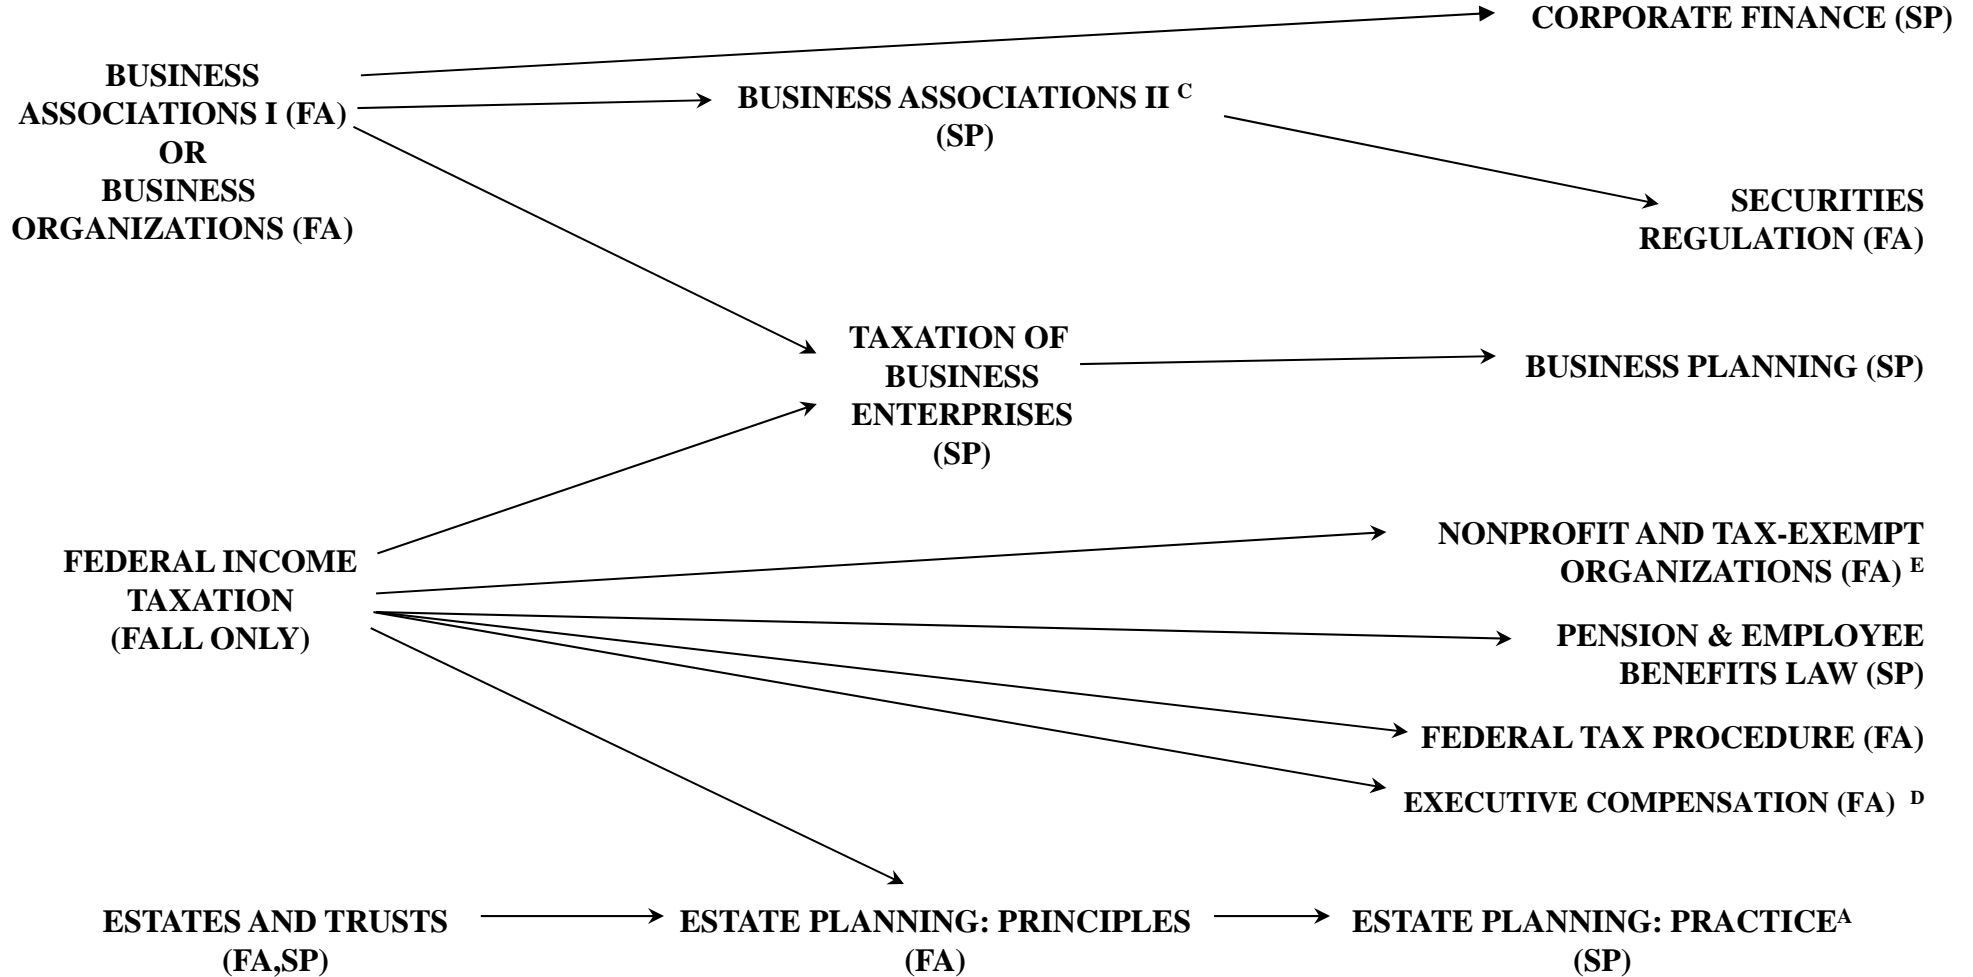 CORPORATE FINANCE (SP)
BUSINESS
ASSOCIATIONS I (FA)
OR
BUSINESS
ORGANIZATIONS (FA)
BUSINESS ASSOCIATIONS II C
(SP)
SECURITIES
REGULATION (FA)
TAXATION OF
BUSINESS
ENTERPRISES
(SP)
BUSINESS PLANNING (SP)
FEDERAL INCOME
TAXATION
(FALL ONLY)
NONPROFIT AND TAX-EXEMPT
ORGANIZATIONS (FA) E
PENSION & EMPLOYEE
BENEFITS LAW (SP)
FEDERAL TAX PROCEDURE (FA)
EXECUTIVE COMPENSATION (FA) D
ESTATES AND TRUSTS
(FA,SP)
ESTATE PLANNING: PRINCIPLES
(FA)
ESTATE PLANNING: PRACTICEA
(SP)